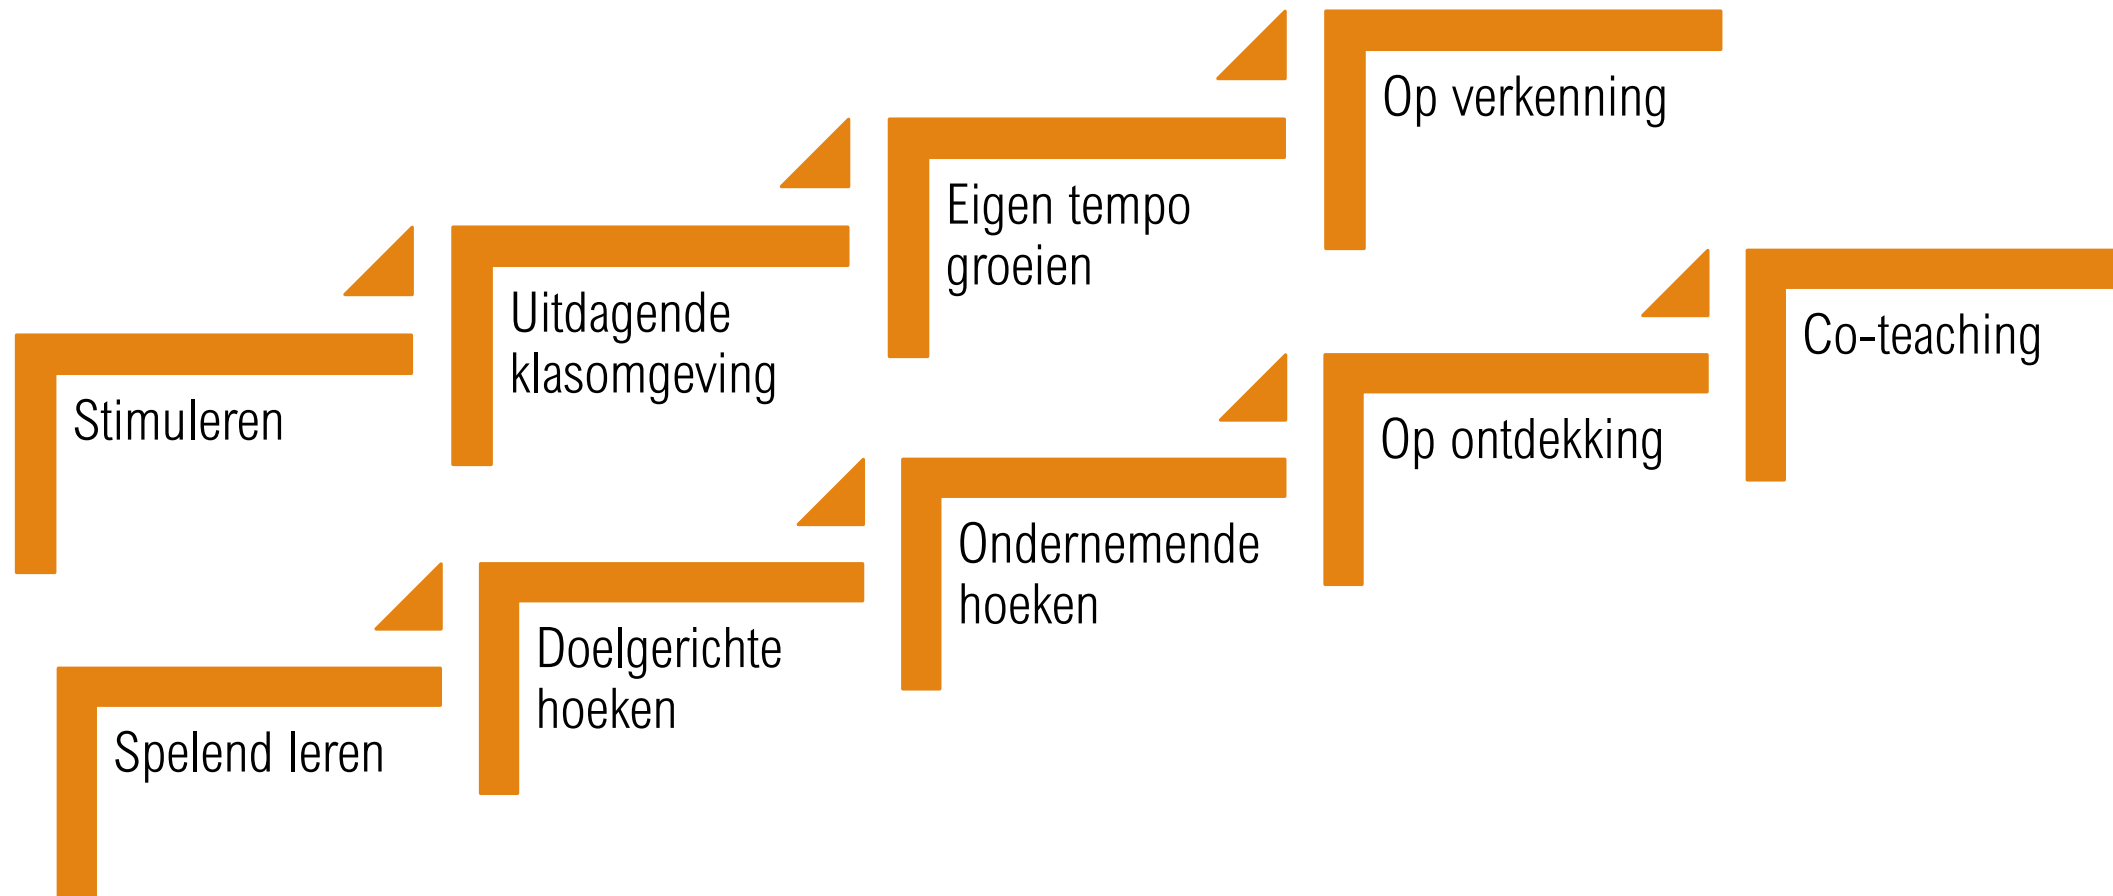 Stimuleren
Uitdagende
klasomgeving
Eigen tempo
groeien
Op verkenning
Spelend leren
Doelgerichte
hoeken
Ondernemende
hoeken
Op ontdekking
Co-teaching